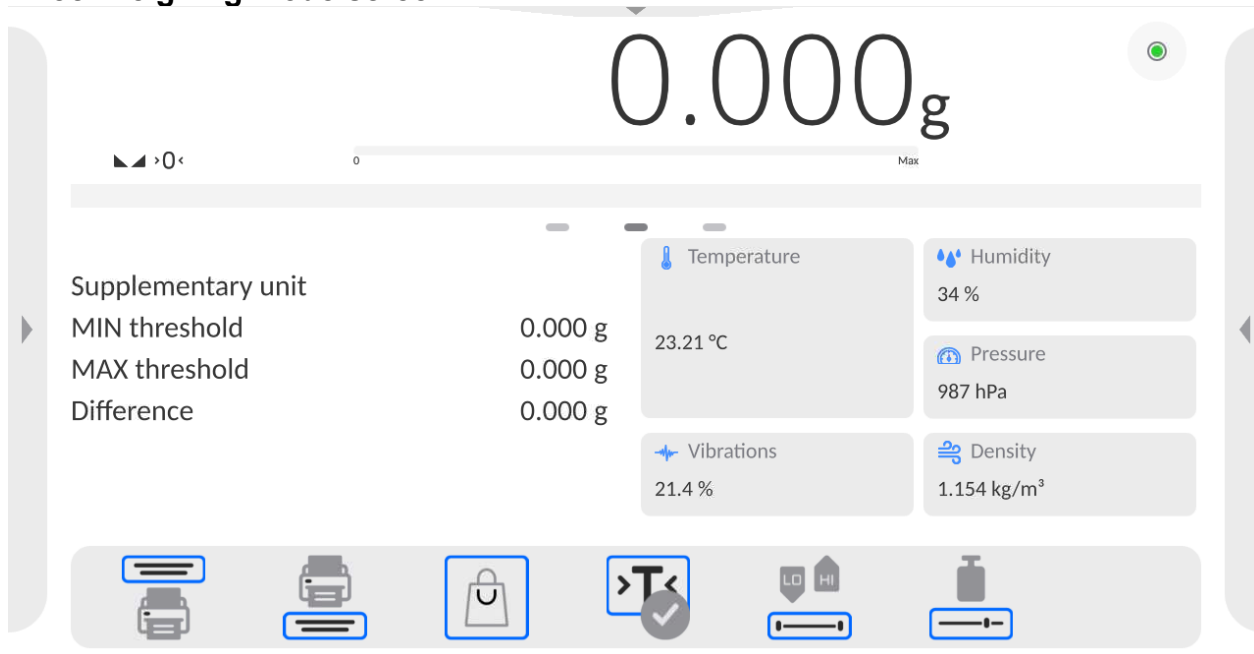 0.000 g
>0<
0 Max
Supplementary unit
MIN threshold 0.000 g
MAX threshold 0.000 g
Difference 0.000 g
Temperature
23.21 °C
Humidity
34 %
Pressure
987 hPa
Vibrations
21.4 %
Density
1.154 kg/m³
>T<
LO HI